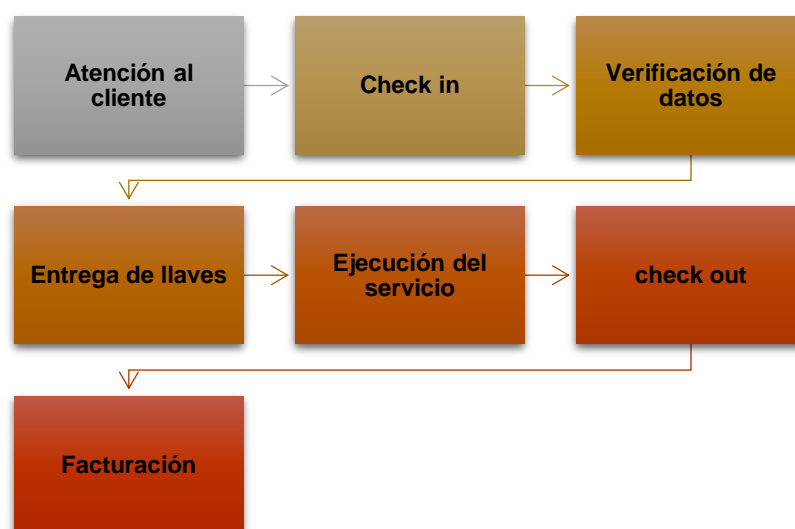 Atención al
cliente
Check in
Verificación de
datos
Entrega de llaves
Ejecución del
servicio
check out
Facturación